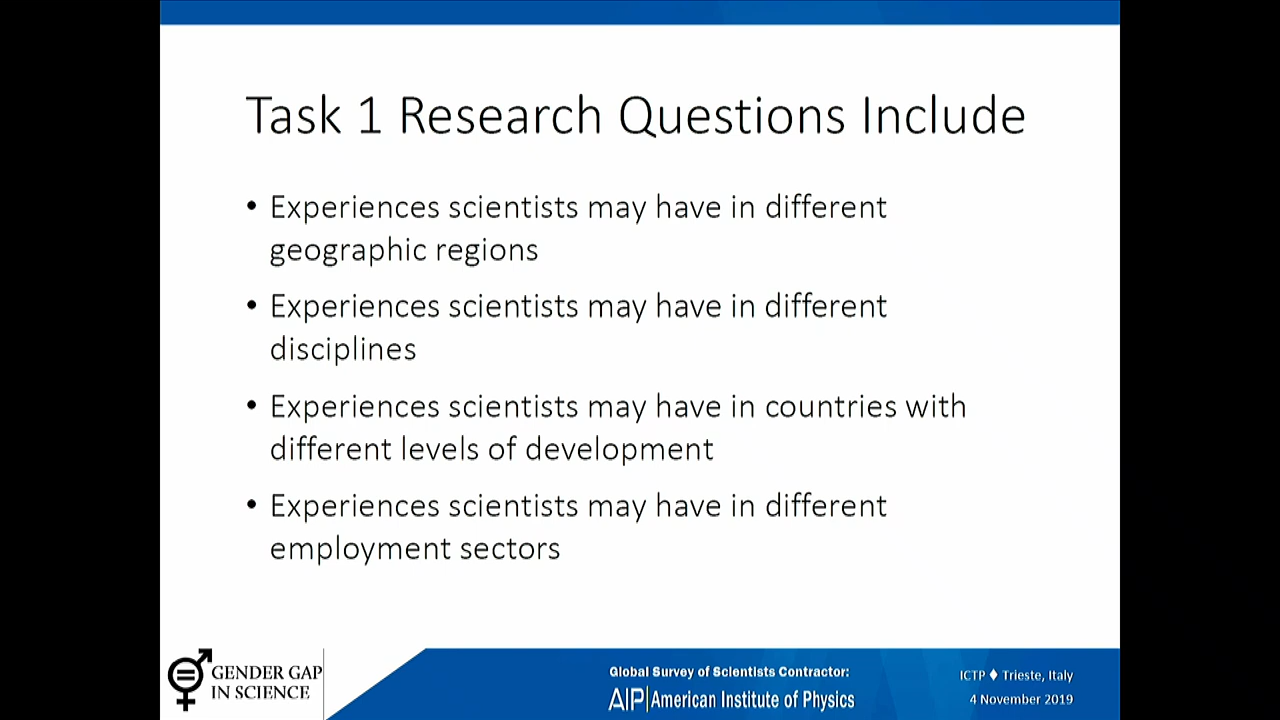 Task 1 Research Questions Include
• Experiences scientists may have in different
geographic regions
• Experiences scientists may have in different
disciplines
• Experiences scientists may have in countries with
different levels of development
• Experiences scientists may have in different
employment sectors
GENDER GAP
IN SCIENCE
Global Survey of Scientists Contractor:
AIP|American Institute of Physics
ICTP ♦ Trieste, Italy
4 November 2019